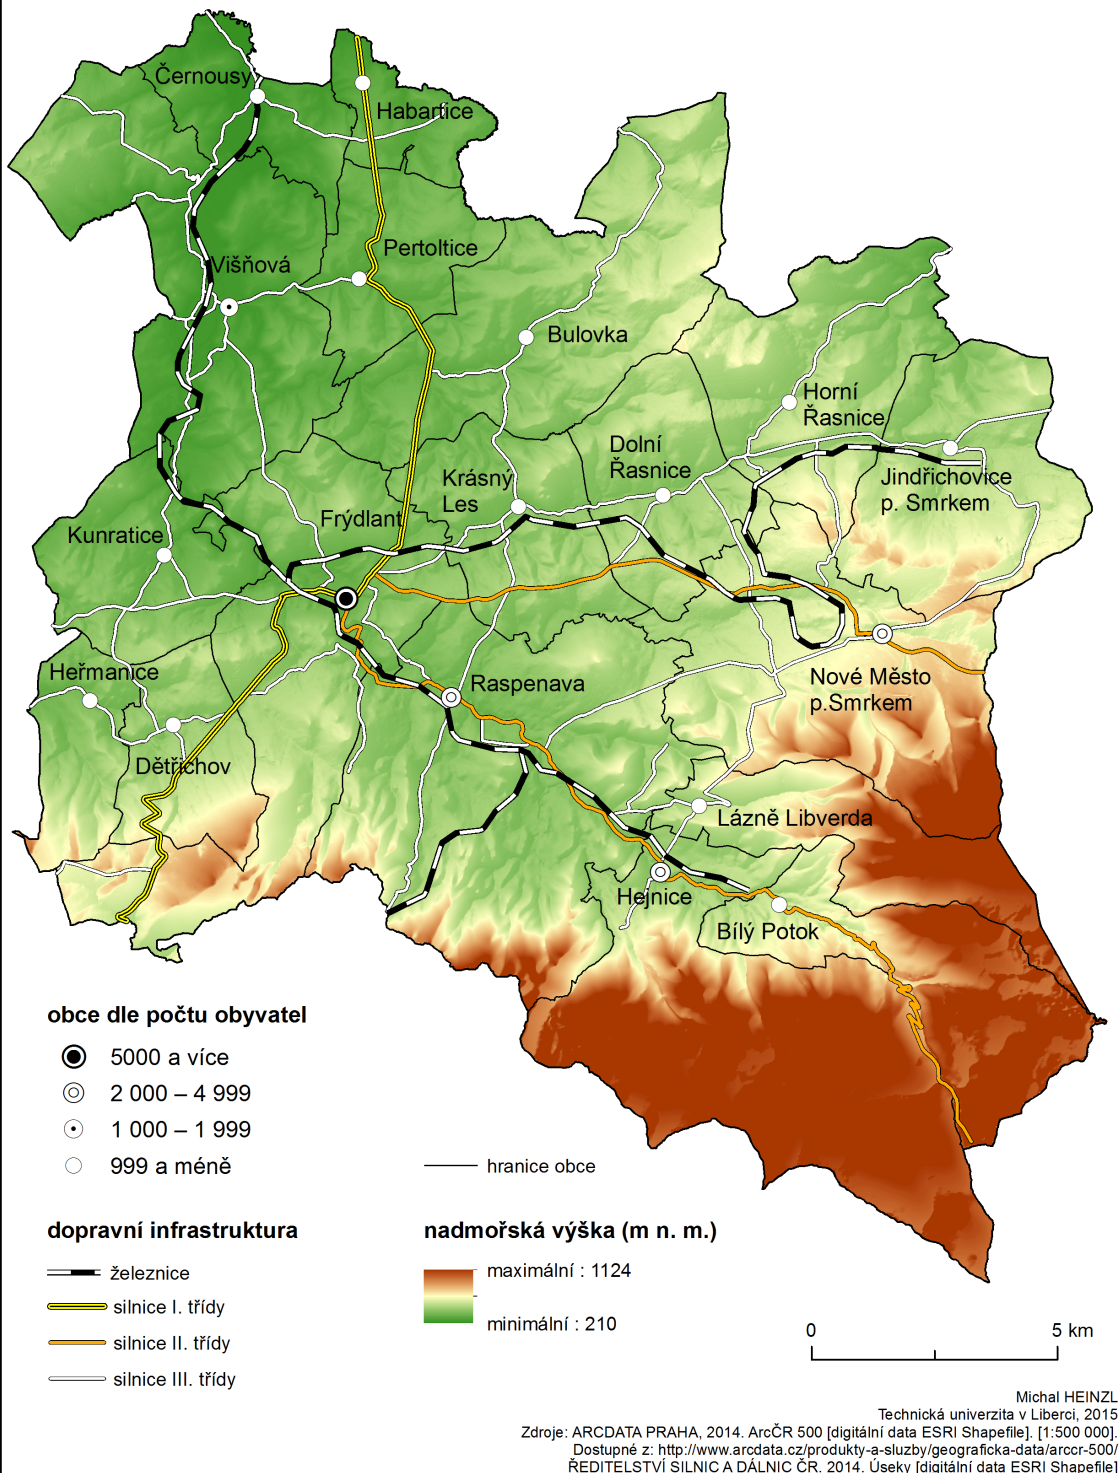 Černousy
Habartice
Pertoltice
Višňová
Bulovka
Horní
Řasnice
Dolní
Řasnice
Krásný
Les
Jindřichovice
p. Smrkem
Frýdlant
Kunratice
Heřmanice
Raspenava
Nové Město
p.Smrkem
Dětřichov
Lázně Libverda
Hejnice
Bílý Potok
obce dle počtu obyvatel
5000 a více
2 000 – 4 999
1 000 – 1 999
999 a méně
hranice obce
dopravní infrastruktura
železnice
silnice I. třídy
silnice II. třídy
silnice III. třídy
nadmořská výška (m n. m.)
maximální : 1124
minimální : 210
0 5 km
Michal HEINZL
Technická univerzita v Liberci, 2015
Zdroje: ARCDATA PRAHA, 2014. ArcČR 500 [digitální data ESRI Shapefile]. [1:500 000].
Dostupné z: http://www.arcdata.cz/produkty-a-sluzby/geograficka-data/arccr-500/
ŘEDITELSTVÍ SILNIC A DÁLNIC ČR. 2014. Úseky [digitální data ESRI Shapefile]